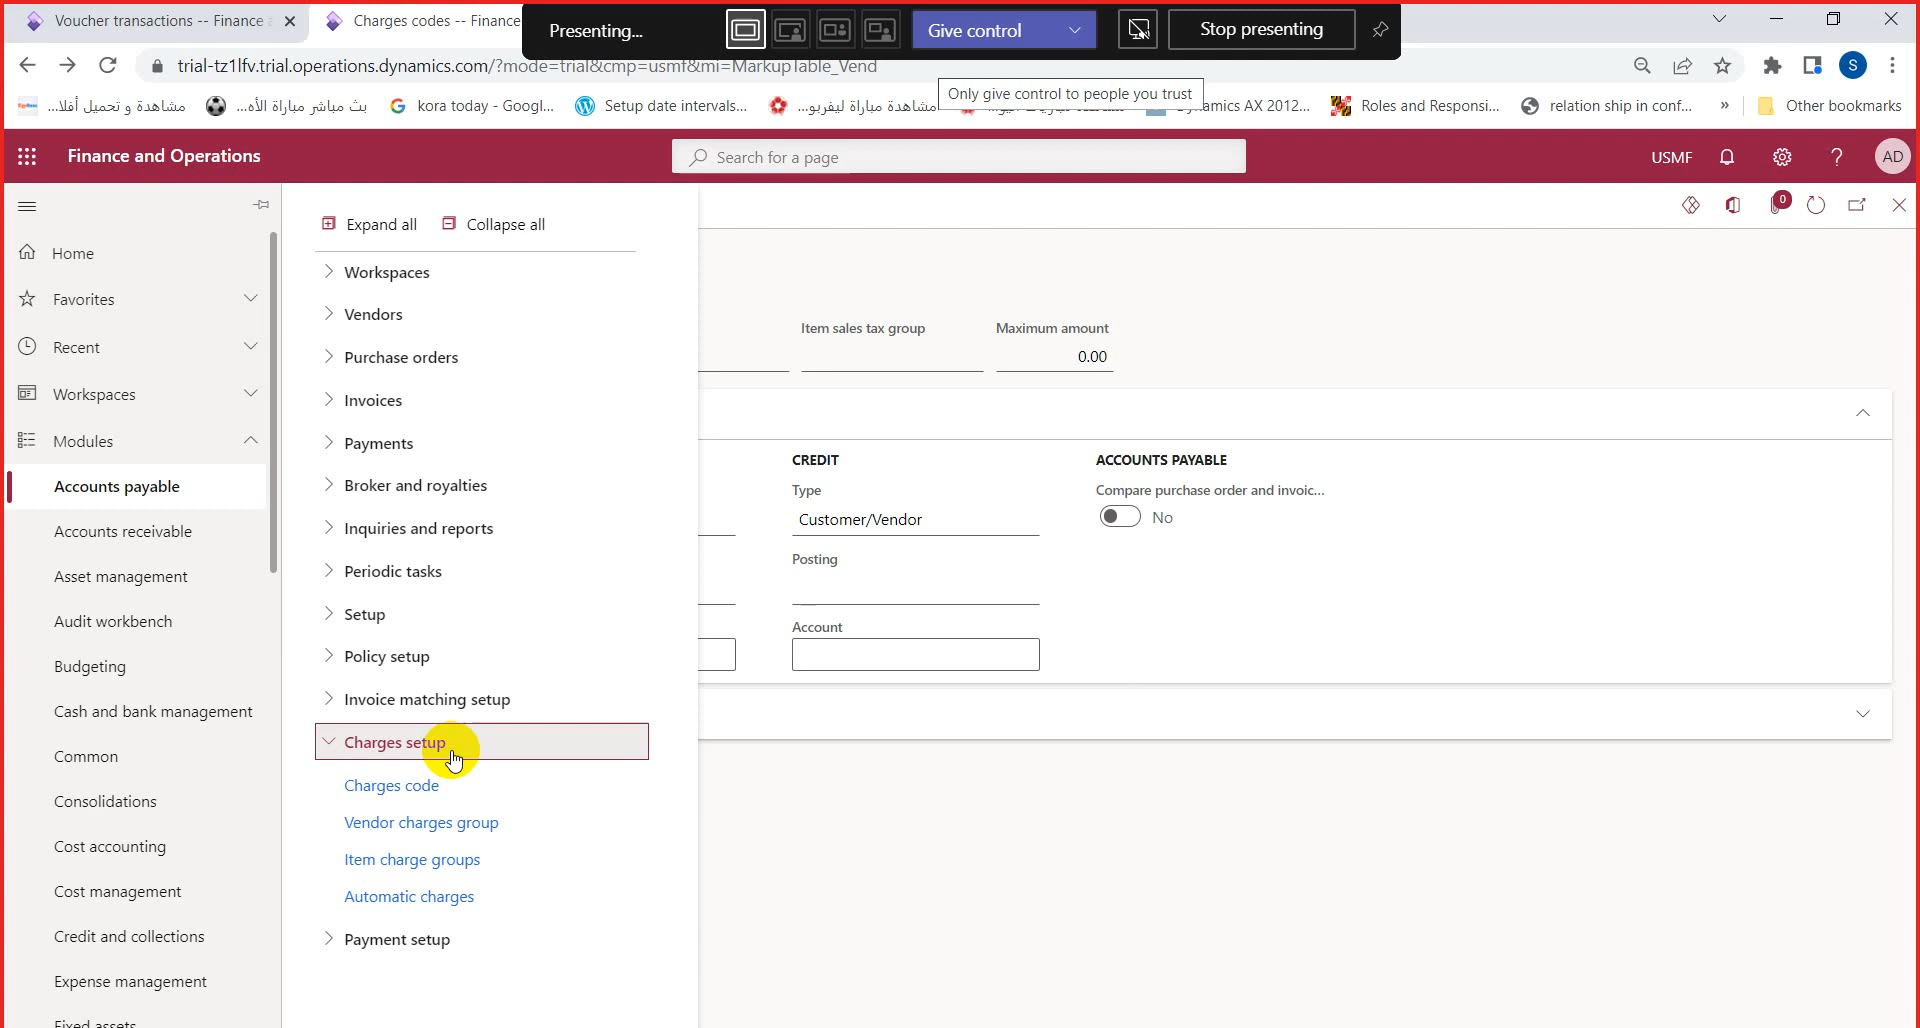 Voucher transactions -- Finance a
Charges codes -- Finance
Presenting...
Give control
Stop presenting
trial-tz1lfv.trial.operations.dynamics.com/?mode=trial&cmp=usmf&mi=MarkupTable_Vend
S
Only give control to people you trust
مشاهدة و تحميل أفلا...
بث مباشر مباراة الأه...
kora today - Googl...
Setup date intervals...
مشاهدة مباراة ليفربو...
namics AX 2012...
Roles and Responsi...
relation ship in conf...
»
Other bookmarks
Finance and Operations
Search for a page
USMF
?
AD
0
Expand all
Collapse all
Home
Favorites
Recent
Workspaces
Modules
Accounts payable
Accounts receivable
Asset management
Audit workbench
Budgeting
Cash and bank management
Common
Consolidations
Cost accounting
Cost management
Credit and collections
Expense management
Fixed assets
Workspaces
Vendors
Purchase orders
Invoices
Payments
Broker and royalties
Inquiries and reports
Periodic tasks
Setup
Policy setup
Invoice matching setup
Charges setup
Charges code
Vendor charges group
Item charge groups
Automatic charges
Payment setup
Item sales tax group
Maximum amount
0.00
CREDIT
Type
Customer/Vendor
Posting
Account
ACCOUNTS PAYABLE
Compare purchase order and invoic...
No